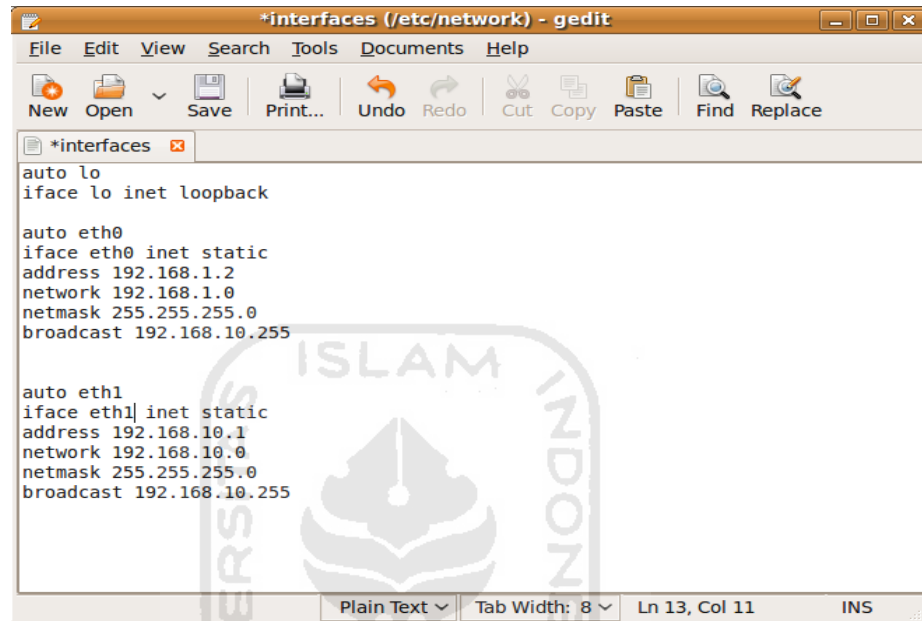 *interfaces (/etc/network) - gedit
File Edit View Search Tools Documents Help
New Open Save Print... Undo Redo Cut Copy Paste Find Replace
*interfaces
auto lo
iface lo inet loopback
auto eth0
iface eth0 inet static
address 192.168.1.2
network 192.168.1.0
netmask 255.255.255.0
broadcast 192.168.10.255
auto eth1
iface eth1 inet static
address 192.168.10.1
network 192.168.10.0
netmask 255.255.255.0
broadcast 192.168.10.255
ISLAM
Plain Text Tab Width: 8 Ln 13, Col 11 INS